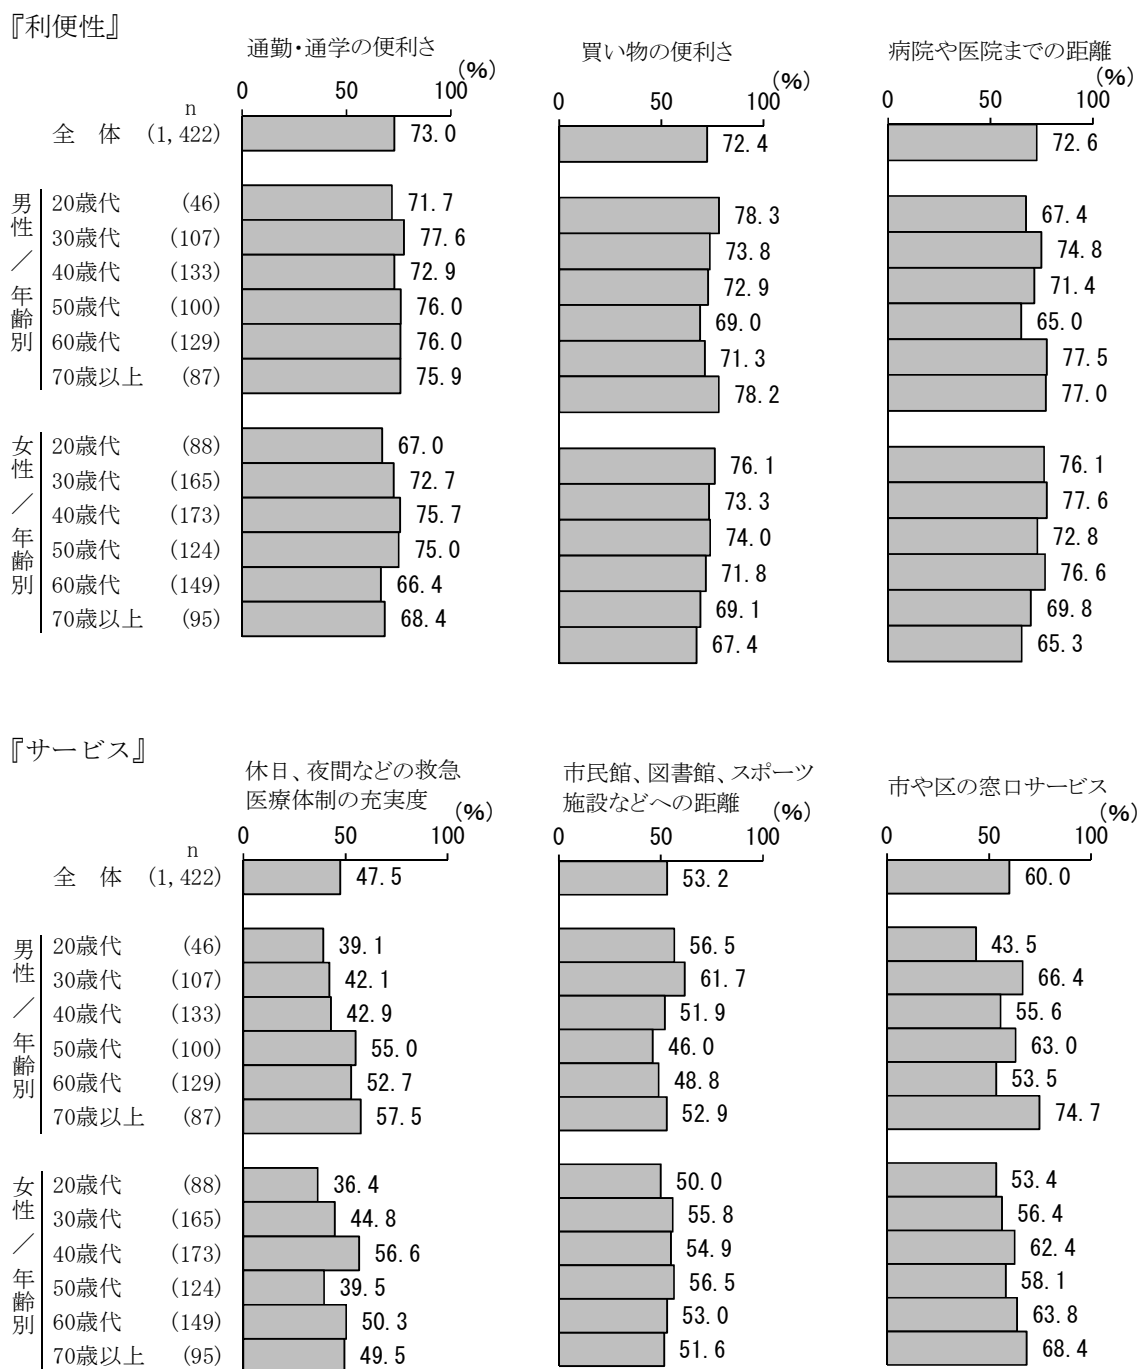 『利便性』
通勤・通学の便利さ 買い物の便利さ 病院や医院までの距離
(%) (%) (%)
0 50 100 0 50 100 0 50 100
n
全 体 (1,422) 73.0 72.4 72.6
男性／年齢別
20歳代 (46) 71.7 78.3 67.4
30歳代 (107) 77.6 73.8 74.8
40歳代 (133) 72.9 72.9 71.4
50歳代 (100) 76.0 69.0 65.0
60歳代 (129) 76.0 71.3 77.5
70歳以上 (87) 75.9 78.2 77.0
女性／年齢別
20歳代 (88) 67.0 76.1 76.1
30歳代 (165) 72.7 73.3 77.6
40歳代 (173) 75.7 74.0 72.8
50歳代 (124) 75.0 71.8 76.6
60歳代 (149) 66.4 69.1 69.8
70歳以上 (95) 68.4 67.4 65.3
『サービス』
休日、夜間などの救急 市民館、図書館、スポーツ 市や区の窓口サービス
医療体制の充実度 施設などへの距離
(%) (%) (%)
0 50 100 0 50 100 0 50 100
n
全 体 (1,422) 47.5 53.2 60.0
男性／年齢別
20歳代 (46) 39.1 56.5 43.5
30歳代 (107) 42.1 61.7 66.4
40歳代 (133) 42.9 51.9 55.6
50歳代 (100) 55.0 46.0 63.0
60歳代 (129) 52.7 48.8 53.5
70歳以上 (87) 57.5 52.9 74.7
女性／年齢別
20歳代 (88) 36.4 50.0 53.4
30歳代 (165) 44.8 55.8 56.4
40歳代 (173) 56.6 54.9 62.4
50歳代 (124) 39.5 56.5 58.1
60歳代 (149) 50.3 53.0 63.8
70歳以上 (95) 49.5 51.6 68.4